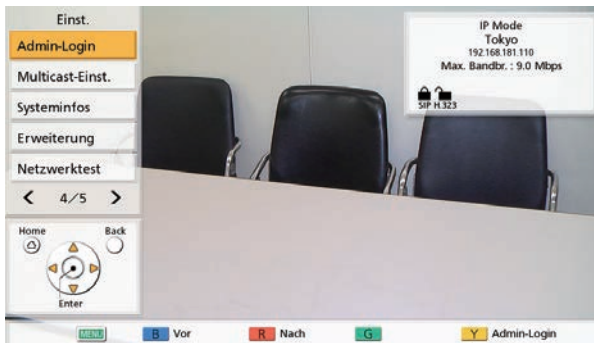 Einst.
Admin-Login
Multicast-Einst.
Systeminfos
Erweiterung
Netzwerktest
4/5
Home
Back
Enter
IP Mode
Tokyo
192.168.181.110
Max. Bandbr. : 9.0 Mbps
SIP H.323
MENU
B Vor
R Nach
G
Y Admin-Login